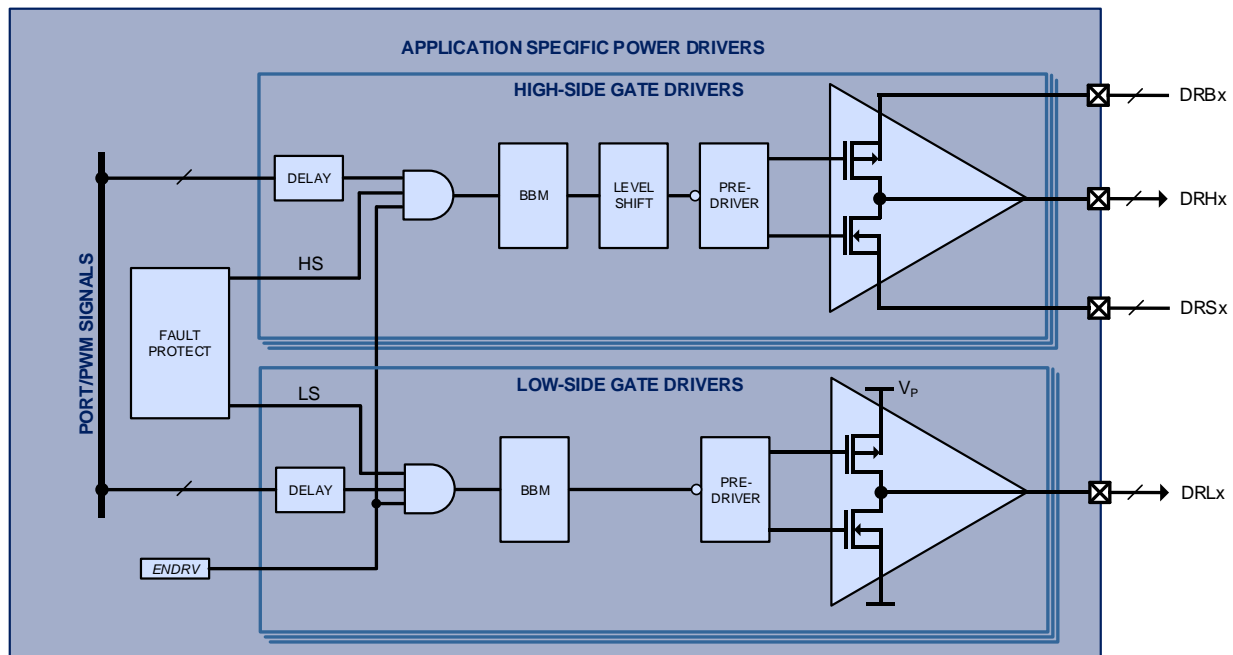 APPLICATION SPECIFIC POWER DRIVERS
HIGH-SIDE GATE DRIVERS
DRBx
DELAY
BBM
LEVEL
SHIFT
PRE-
DRIVER
DRHx
HS
PORT/PWM SIGNALS
FAULT
PROTECT
DRSx
LOW-SIDE GATE DRIVERS
LS
VP
DELAY
BBM
PRE-
DRIVER
DRLx
ENDRV